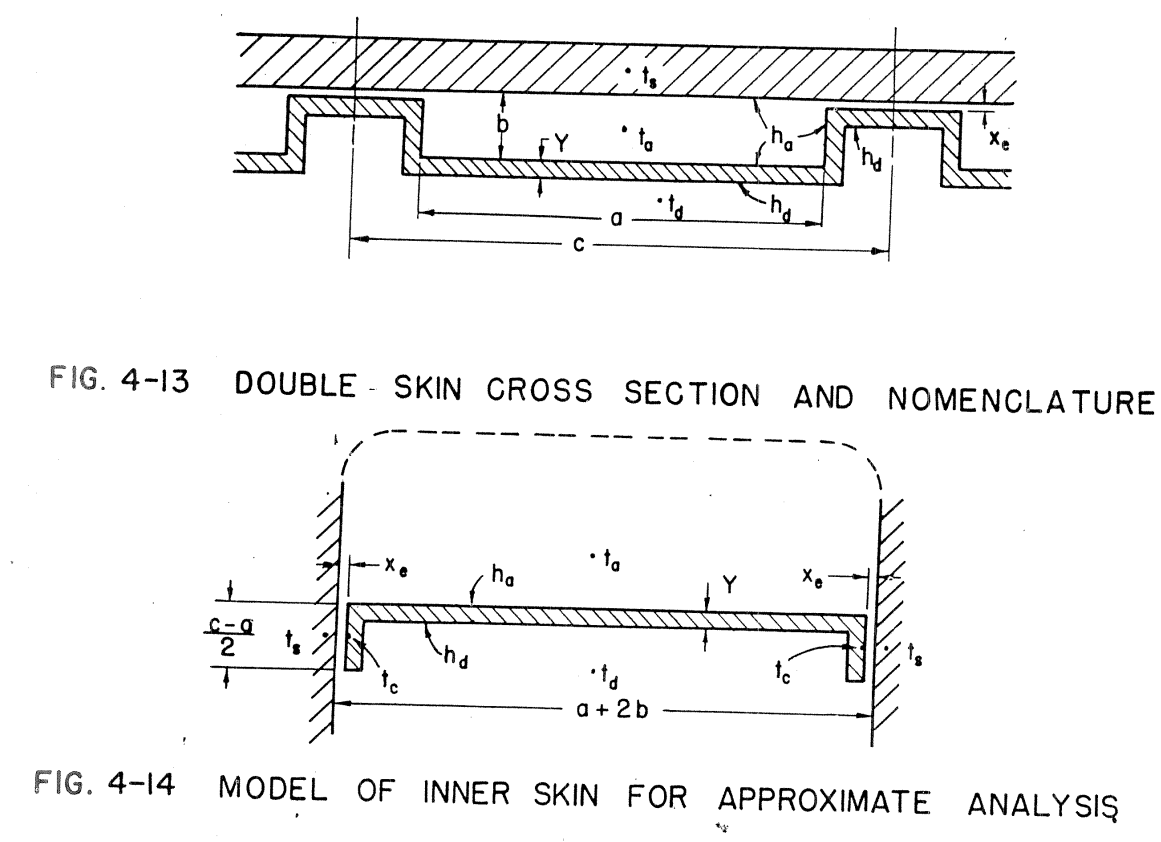 t_s
b
Y
t_a
h_a
h_d
x_e
t_d
h_d
a
c
FIG. 4-13 DOUBLE - SKIN CROSS SECTION AND NOMENCLATURE
x_e
t_a
x_e
h_a
Y
c-a
2
t_s
h_d
t_c
t_d
t_c
t_s
a + 2b
FIG. 4-14 MODEL OF INNER SKIN FOR APPROXIMATE ANALYSIS